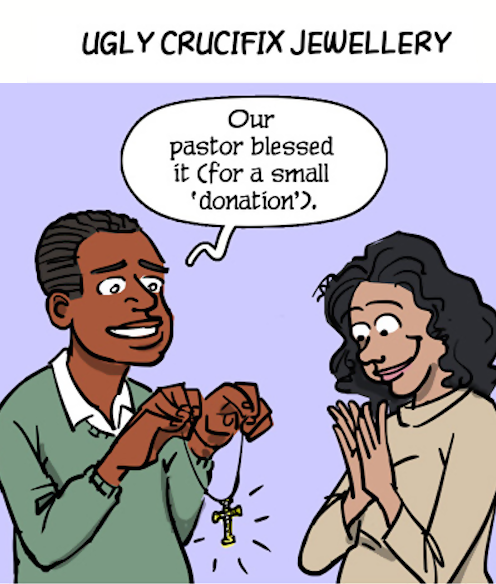 UGLY CRUCIFIX JEWELLERY
Our
pastor blessed
it (for a small
'donation').